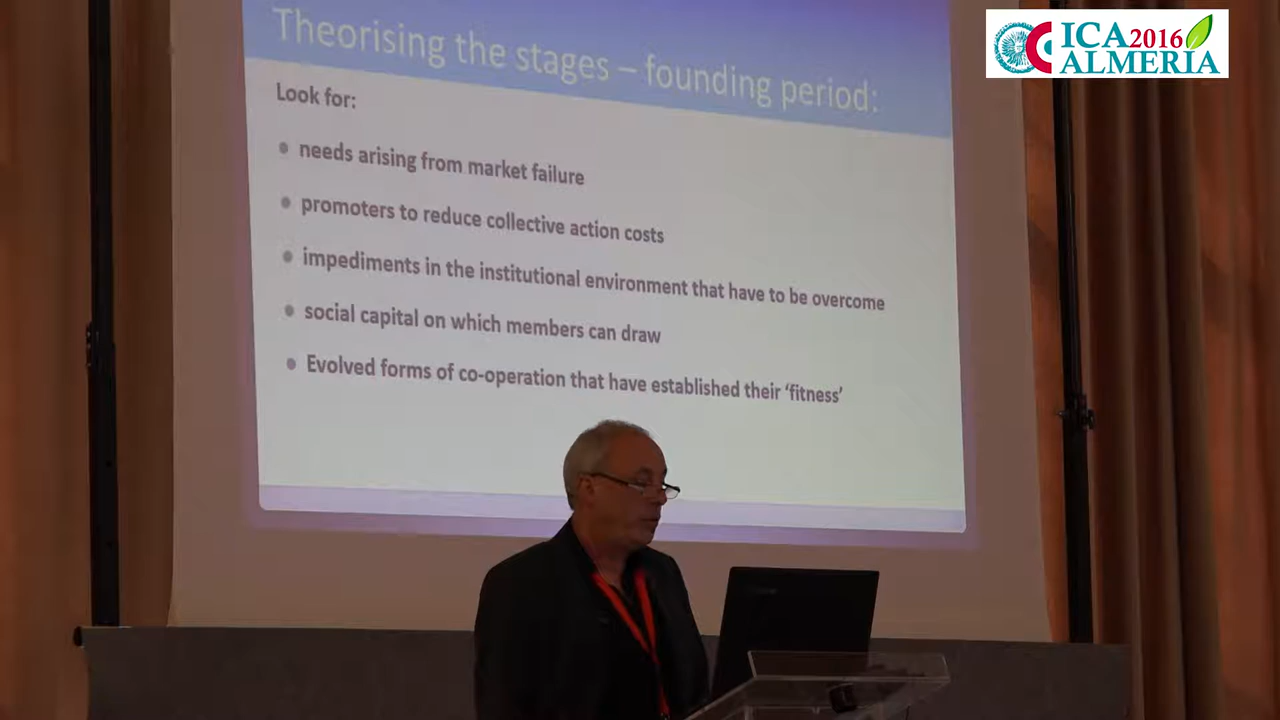 Theorising the stages – founding period:
Look for:
needs arising from market failure
promoters to reduce collective action costs
impediments in the institutional environment that have to be overcome
social capital on which members can draw
Evolved forms of co-operation that have established their ‘fitness’
ICA 2016
ALMERIA